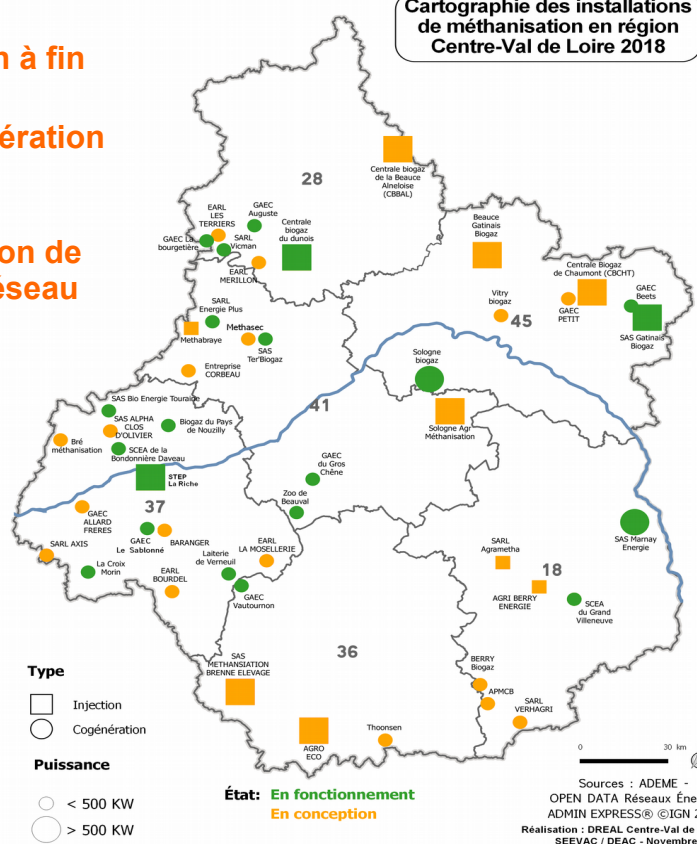 Cartographie des installations
de méthanisation en région
Centre-Val de Loire 2018
n à fin
ération
on de
éseau
28
Centrale biogaz
de la Beauce
Alneloise
(CBBAL)
EARL
LES
TERRIERS
GAEC
Auguste
GAEC La
bourgetière
SARL
Vicman
Centrale
biogaz
du dunois
EARL
MERILLON
Beauce
Gatinais
Biogaz
Centrale Biogaz
de Chaumont (CBCHT)
GAEC
PETIT
GAEC
Beets
SAS Gatinais
Biogaz
Vitry
biogaz
45
SARL
Energie Plus
Methabraye
Methasec
SAS
Ter'Biogaz
Entreprise
CORBEAU
Sologne
biogaz
41
Sologne Agr
Méthanisation
SAS Bio Energie Touraine
SAS ALPHA
CLOS
D'OLIVIER
Biogaz du Pays
de Nouzilly
Bré
méthanisation
SCEA de la
Bondonnière Daveau
STEP
La Riche
GAEC
du Gros
Chêne
Zoo de
Beauval
37
GAEC
ALLARD
FRERES
GAEC
Le Sablonné
BARANGER
SARL AXIS
La Croix
Morin
EARL
BOURDEL
Laiterie
de Verneuil
EARL
LA MOSELLERIE
GAEC
Vautournon
SAS Marnay
Energie
SARL
Agrametha
18
AGRI BERRY
ENERGIE
SCEA
du Grand
Villeneuve
36
SAS
METHANSIATION
BRENNE ELEVAGE
BERRY
Biogaz
APMCB
SARL
VERHAGRI
AGRO
ECO
Thoonsen
Type
Injection
Cogénération
Puissance
< 500 KW
> 500 KW
État: En fonctionnement
En conception
0 30 km
Sources : ADEME -
OPEN DATA Réseaux Éne
ADMIN EXPRESS® ©IGN 2
Réalisation : DREAL Centre-Val de
SEEVAC / DEAC - Novembre